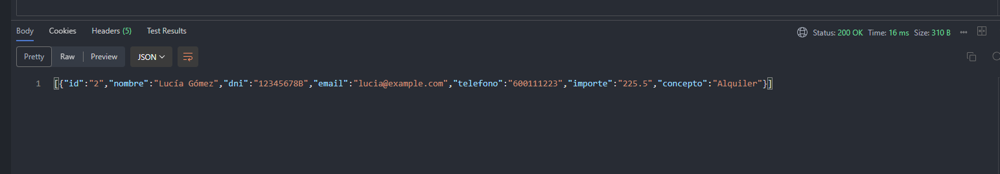 Body Cookies Headers (5) Test Results Status: 200 OK Time: 16 ms Size: 310 B
Pretty Raw Preview JSON
1 [{"id":"2","nombre":"Lucía Gómez","dni":"12345678B","email":"lucia@example.com","telefono":"600111223","importe":"225.5","concepto":"Alquiler"}]